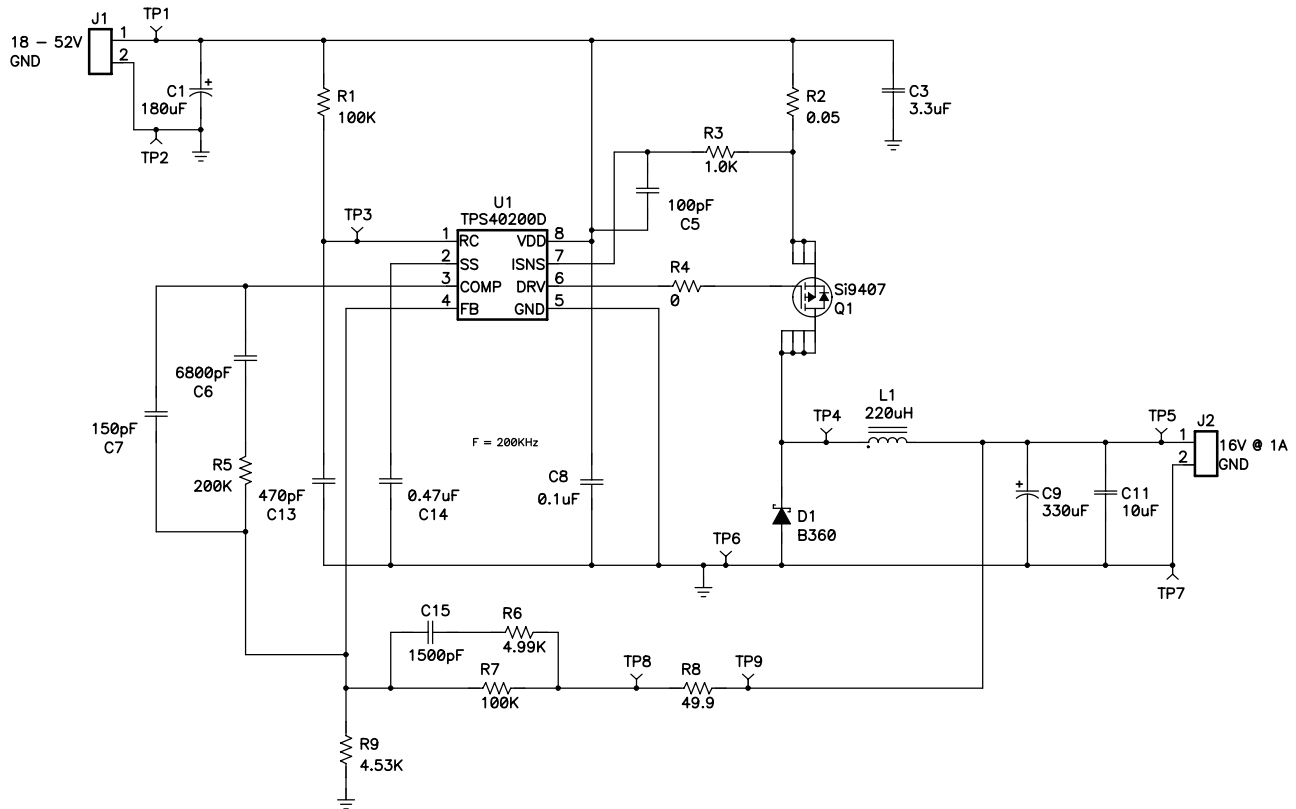 J1
TP1
18 – 52V
GND
1
2
C1
180uF
TP2
R1
100K
R2
0.05
C3
3.3uF
R3
1.0K
100pF
C5
TP3
U1
TPS40200D
1
RC
VDD
8
2
SS
ISNS
7
3
COMP
DRV
6
4
FB
GND
5
R4
0
Si9407
Q1
6800pF
C6
150pF
C7
R5
200K
F = 200KHz
470pF
C13
0.47uF
C14
C8
0.1uF
TP4
L1
220uH
TP5
J2
1
2
16V @ 1A
GND
D1
B360
C9
330uF
C11
10uF
TP6
TP7
C15
1500pF
R6
4.99K
R7
100K
TP8
R8
49.9
TP9
R9
4.53K